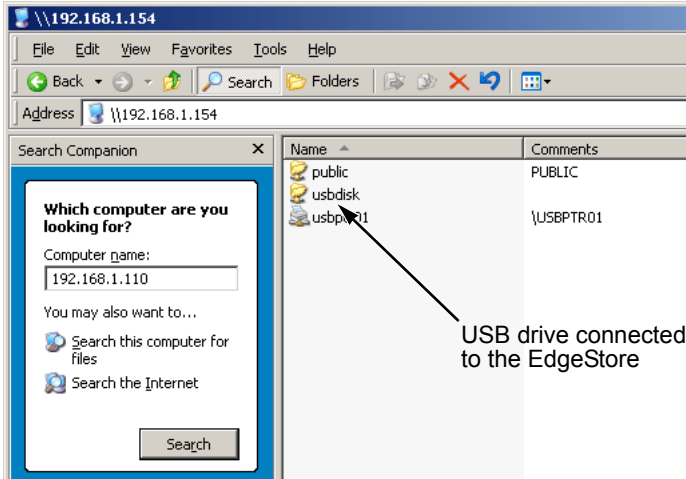 \\192.168.1.154
File Edit View Favorites Tools Help
Back Search Folders
Address \\192.168.1.154
Search Companion
Name Comments
public PUBLIC
usbdisk
\USBPTR01
Which computer are you
looking for?
Computer name:
192.168.1.110
You may also want to...
Search this computer for
files
Search the Internet
Search
USB drive connected
to the EdgeStore